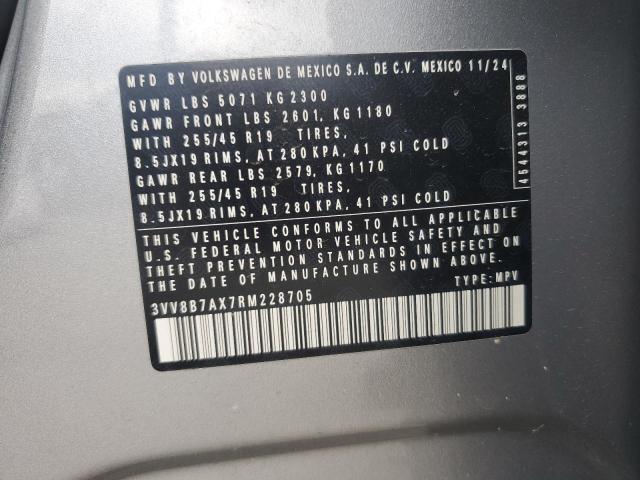 MFD BY VOLKSWAGEN DE MEXICO S.A. DE C.V. MEXICO 11/24
GVWR LBS 5071 KG 2300
GAWR FRONT LBS 2601, KG 1180
WITH 255/45 R19 TIRES,
8.5JX19 RIMS, AT 280 KPA, 41 PSI COLD
GAWR REAR LBS 2579, KG 1170
WITH 255/45 R19 TIRES,
8.5JX19 RIMS, AT 280 KPA, 41 PSI COLD
THIS VEHICLE CONFORMS TO ALL APPLICABLE
U.S. FEDERAL MOTOR VEHICLE SAFETY AND
THEFT PREVENTION STANDARDS IN EFFECT ON
THE DATE OF MANUFACTURE SHOWN ABOVE.
3VV8B7AX7RM228705 TYPE: MPV
4544313 3888